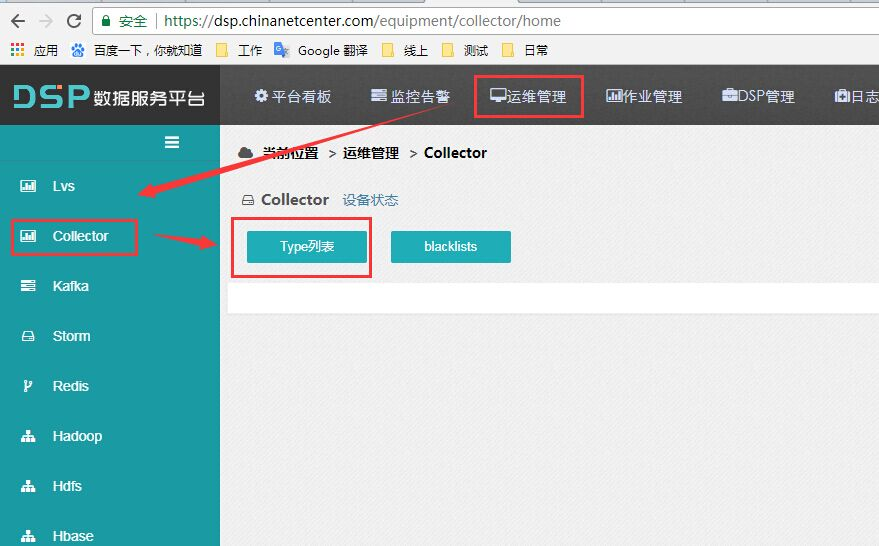 安全 https://dsp.chinanetcenter.com/equipment/collector/home
应用 百度一下，你就知道 工作 Google 翻译 线上 测试 日常
DSP 数据服务平台 平台看板 监控告警 运维管理 作业管理 DSP管理 日志
当前位置 > 运维管理 > Collector
Lvs
Collector 设备状态
Collector
Type列表 blacklists
Kafka
Storm
Redis
Hadoop
Hdfs
Hbase